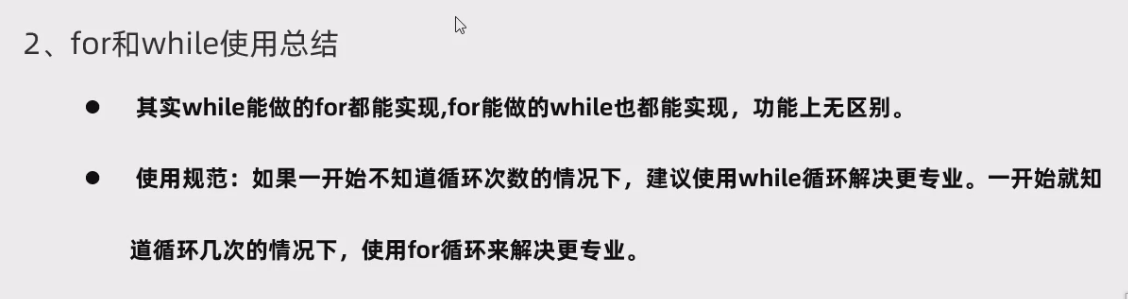 2、for和while使用总结
● 其实while能做的for都能实现,for能做的while也都能实现，功能上无区别。
● 使用规范：如果一开始不知道循环次数的情况下，建议使用while循环解决更专业。一开始就知
道循环几次的情况下，使用for循环来解决更专业。